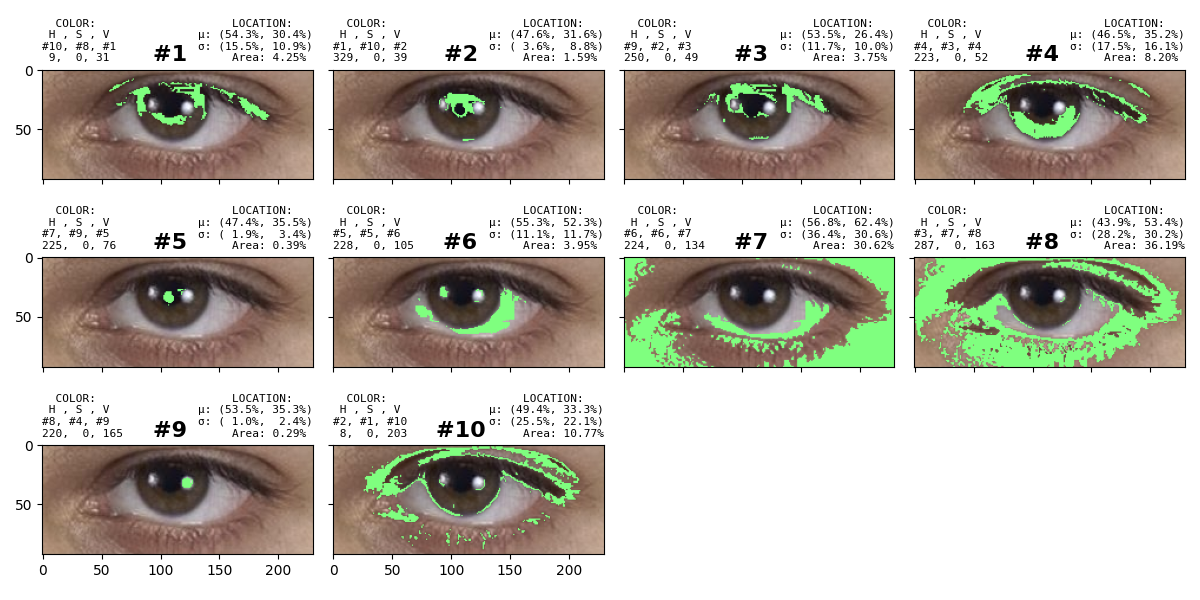 COLOR: LOCATION:
H , S , V μ: (54.3%, 30.4%)
#10, #8, #1 σ: (15.5%, 10.9%)
9, 0, 31 #1 Area: 4.25%
COLOR: LOCATION:
H , S , V μ: (47.6%, 31.6%)
#1, #10, #2 σ: ( 3.6%, 8.8%)
329, 0, 39 #2 Area: 1.59%
COLOR: LOCATION:
H , S , V μ: (53.5%, 26.4%)
#9, #2, #3 σ: (11.7%, 10.0%)
250, 0, 49 #3 Area: 3.75%
COLOR: LOCATION:
H , S , V μ: (46.5%, 35.2%)
#4, #3, #4 σ: (17.5%, 16.1%)
223, 0, 52 #4 Area: 8.20%
0
50
COLOR: LOCATION:
H , S , V μ: (47.4%, 35.5%)
#7, #9, #5 σ: ( 1.9%, 3.4%)
225, 0, 76 #5 Area: 0.39%
COLOR: LOCATION:
H , S , V μ: (55.3%, 52.3%)
#5, #5, #6 σ: (11.1%, 11.7%)
228, 0, 105 #6 Area: 3.95%
COLOR: LOCATION:
H , S , V μ: (56.8%, 62.4%)
#6, #6, #7 σ: (36.4%, 30.6%)
224, 0, 134 #7 Area: 30.62%
COLOR: LOCATION:
H , S , V μ: (43.9%, 53.4%)
#3, #7, #8 σ: (28.2%, 30.2%)
287, 0, 163 #8 Area: 36.19%
0
50
COLOR: LOCATION:
H , S , V μ: (53.5%, 35.3%)
#8, #4, #9 σ: ( 1.0%, 2.4%)
220, 0, 165 #9 Area: 0.29%
COLOR: LOCATION:
H , S , V μ: (49.4%, 33.3%)
#2, #1, #10 σ: (25.5%, 22.1%)
8, 0, 203 #10 Area: 10.77%
0
50
0 50 100 150 200
0 50 100 150 200